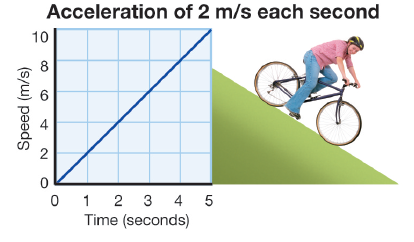 Acceleration of 2 m/s each second
Speed (m/s)
10
8
6
4
2
0
0 1 2 3 4 5
Time (seconds)